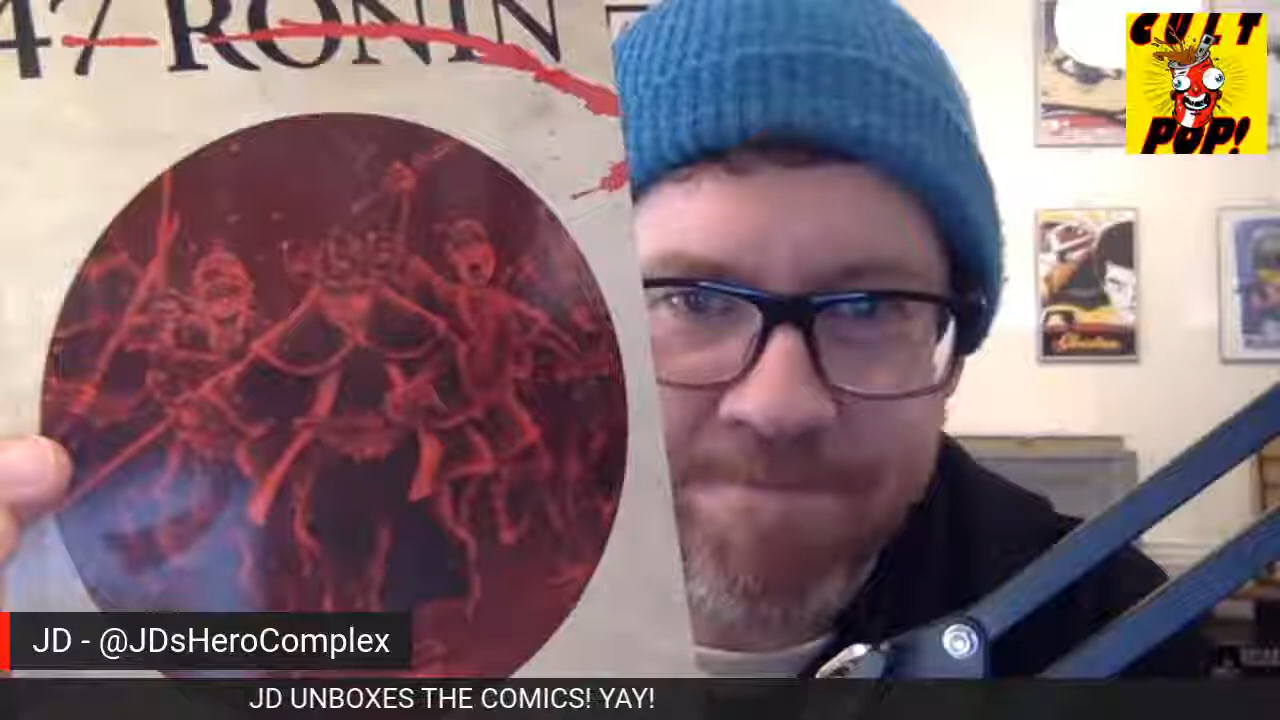 47 RONIN
CULT
POP!
JD - @JDsHeroComplex
JD UNBOXES THE COMICS! YAY!